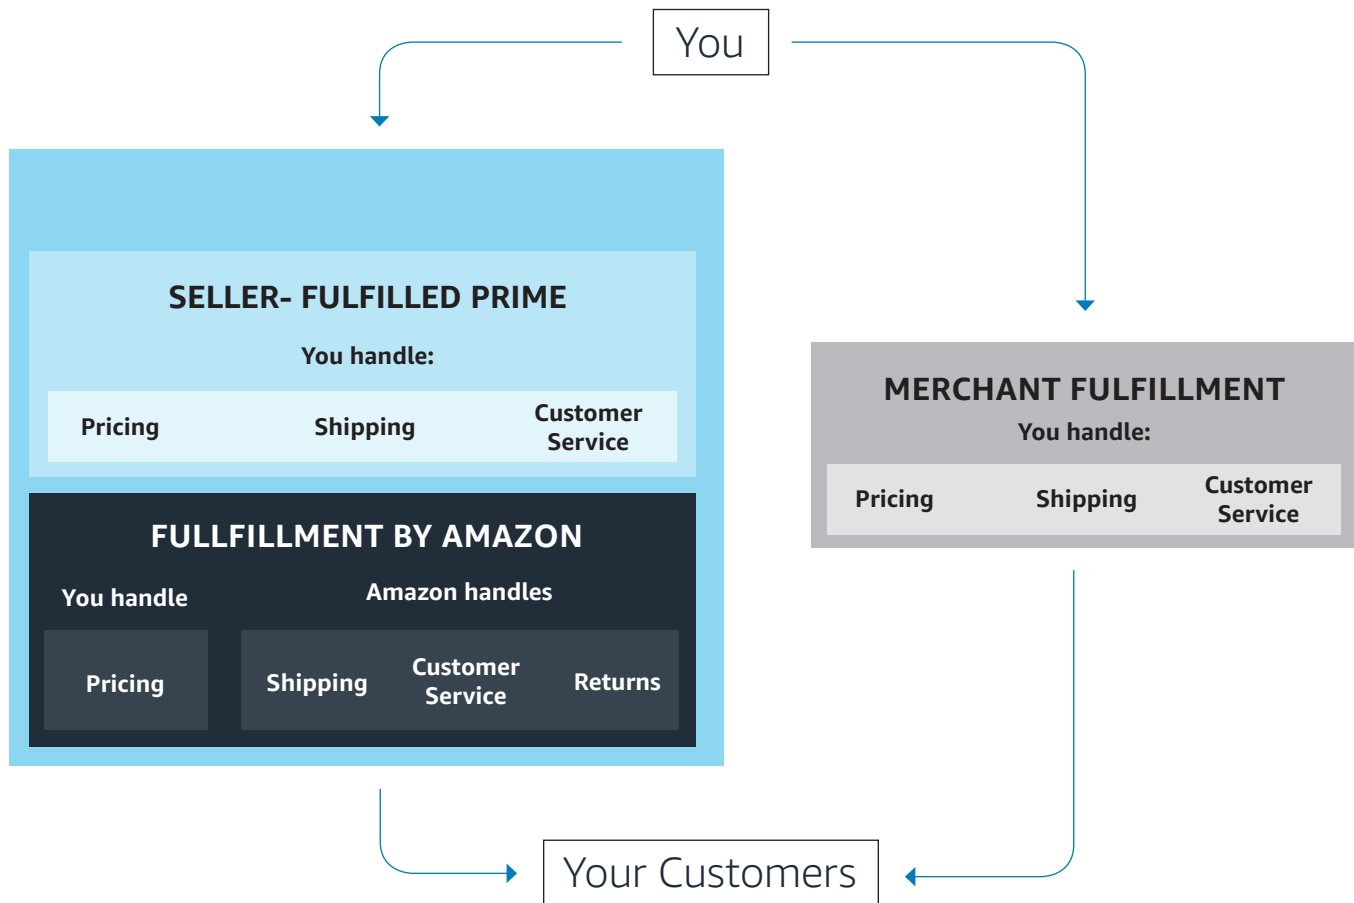 You
SELLER- FULFILLED PRIME
You handle:
Pricing
Shipping
Customer
Service
FULLFILLMENT BY AMAZON
You handle
Amazon handles
Pricing
Shipping
Customer
Service
Returns
MERCHANT FULFILLMENT
You handle:
Pricing
Shipping
Customer
Service
Your Customers